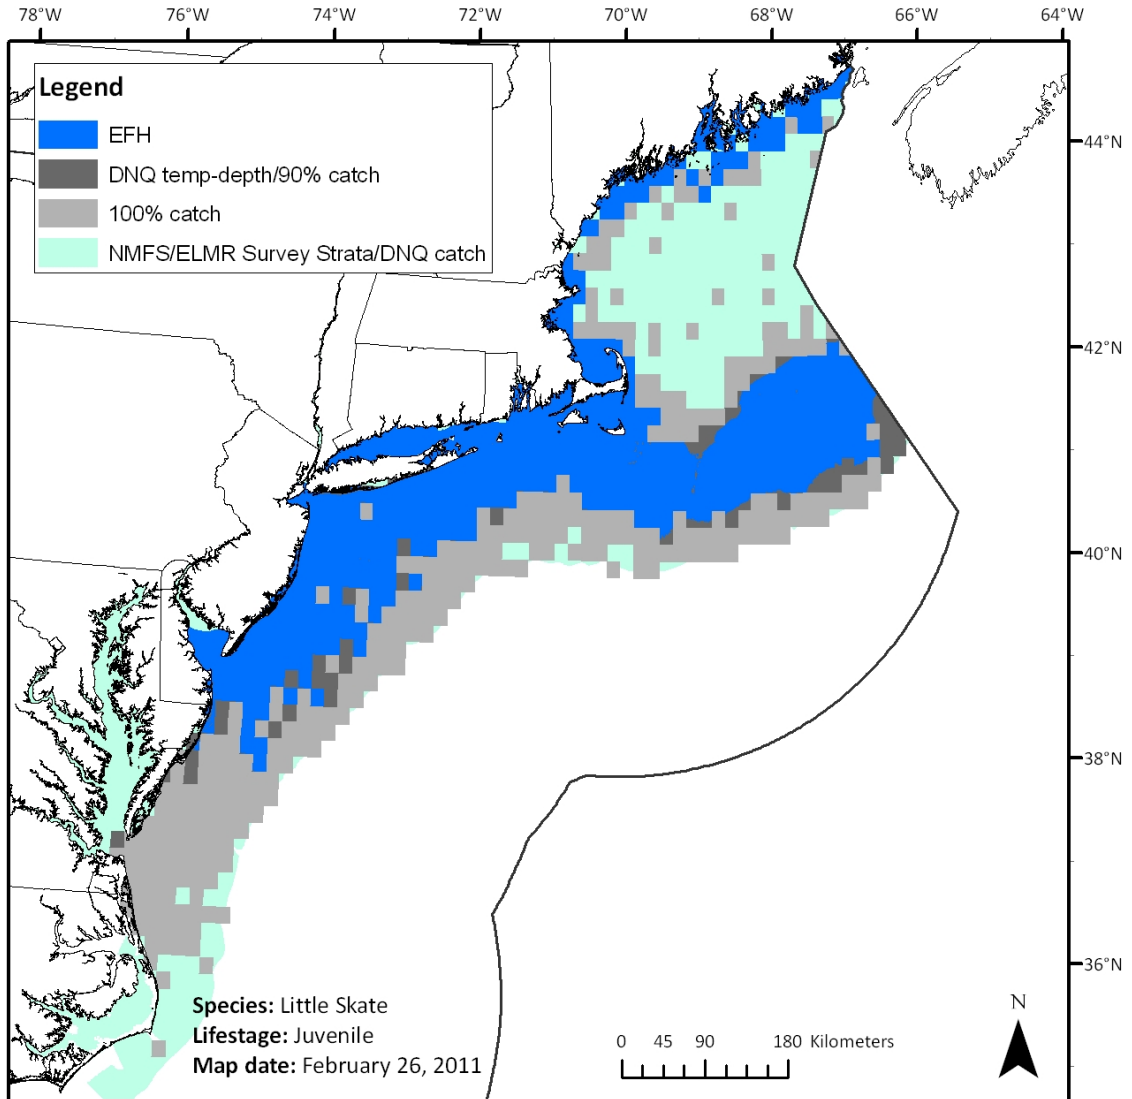 78°W 76°W 74°W 72°W 70°W 68°W 66°W 64°W
Legend
EFH
DNQ temp-depth/90% catch
100% catch
NMFS/ELMR Survey Strata/DNQ catch
44°N
42°N
40°N
38°N
36°N
Species: Little Skate
Lifestage: Juvenile
Map date: February 26, 2011
0 45 90 180 Kilometers
N